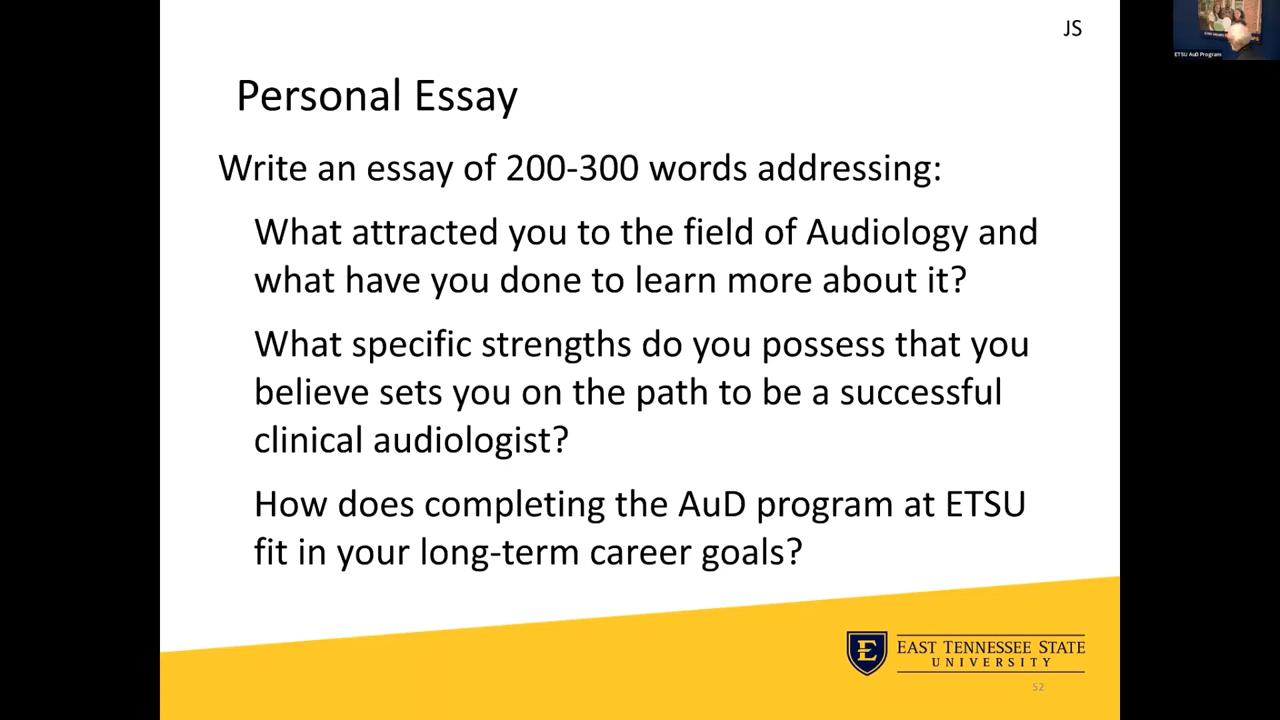 JS
ETSU AuD Program
Personal Essay
Write an essay of 200-300 words addressing:
What attracted you to the field of Audiology and
what have you done to learn more about it?
What specific strengths do you possess that you
believe sets you on the path to be a successful
clinical audiologist?
How does completing the AuD program at ETSU
fit in your long-term career goals?
E
EAST TENNESSEE STATE
UNIVERSITY
52